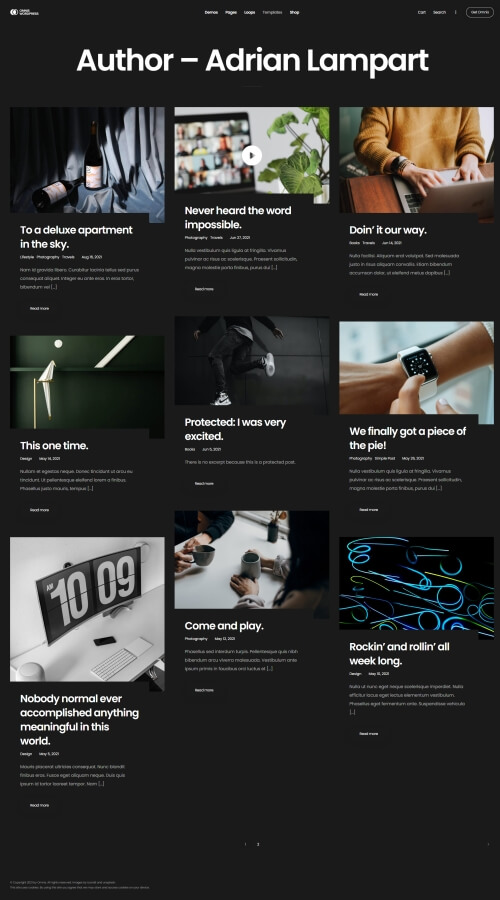 OHNIO
WORDPRESS
Demos Pages Loops Templates Shop
Cart Search
Get Ohnio
Author – Adrian Lampart
To a deluxe apartment
in the sky.
Lifestyle Photography Travels Aug 18, 2021
Nam id gravida libero. Curabitur lacinia tellus sed purus
consequat aliquis. Integer eu ante eros. In eros tortor,
bibendum vel [...]
Read more
Never heard the word
impossible.
Photography Travels Jun 27, 2021
Nulla vestibulum quis ligula at fringilla. Vivamus
pulvinar ac risus ac scelerisque. Praesent sollicitudin,
magna molestie porta finibus, purus dui [...]
Read more
Doin’ it our way.
Books Travels Jun 14, 2021
Nulla facilisi. Aliquam erat volutpat. Sed malesuada
justo in risus aliquam convallis. Etiam bibendum
accumsan dolor, ut eleifend metus dapibus [...]
Read more
This one time.
Design May 14, 2021
Nullam et egestas neque. Donec tincidunt ut arcu eu
tincidunt. Ut pellentesque eleifend lorem a finibus.
Phasellus justo mauris, tempus [...]
Read more
Protected: I was very
excited.
Books Jun 5, 2021
There is no excerpt because this is a protected post.
Read more
We finally got a piece of
the pie!
Photography Simple Post May 26, 2021
Nulla vestibulum quis ligula at fringilla. Vivamus
pulvinar ac risus ac scelerisque. Praesent sollicitudin,
magna molestie porta finibus, purus dui [...]
Read more
AM
10 09
Nobody normal ever
accomplished anything
meaningful in this
world.
Design May 5, 2021
Mauris placerat ultricies consequat. Nunc blandit
finibus eros. Fusce eget aliquam neque. Duis quis
ipsum id tortor laoreet tempor. Nam [...]
Read more
Come and play.
Photography May 13, 2021
Phasellus sed interdum turpis. Pellentesque quis nibh
bibendum arcu viverra malesuada. Vestibulum ante
ipsum primis in faucibus orci luctus et [...]
Read more
Rockin’ and rollin’ all
week long.
Design May 15, 2021
Nulla ut nunc eget neque scelerisque imperdiet. Nulla
efficitur lacus eget lectus elementum vestibulum.
Phasellus eget fermentum ante. Suspendisse vehicula
[...]
Read more
1 2